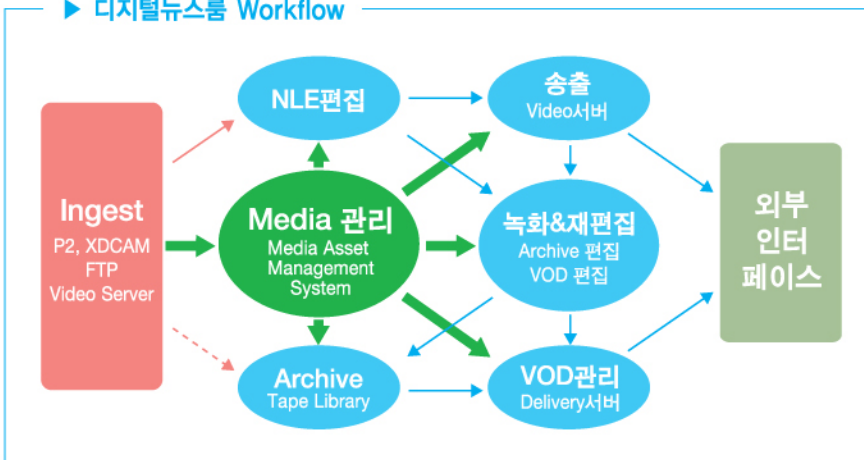 ▶ 디지털뉴스룸 Workflow
Ingest
P2, XDCAM
FTP
Video Server
NLE편집
Media 관리
Media Asset
Management
System
Archive
Tape Library
송출
Video서버
녹화&재편집
Archive 편집
VOD 편집
VOD관리
Delivery서버
외부
인터
페이스